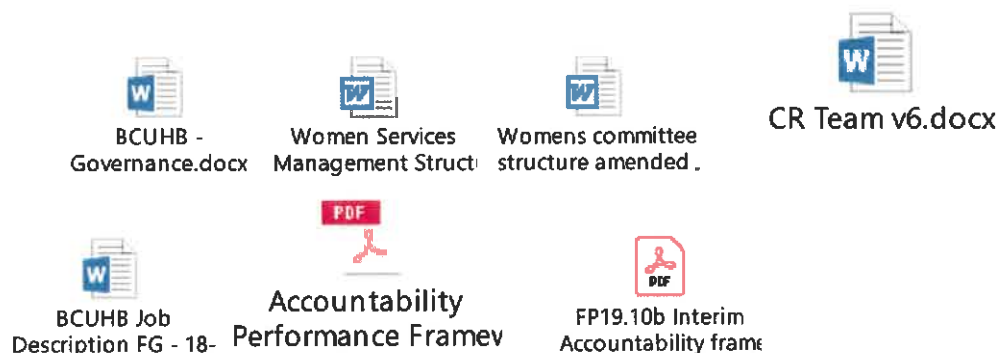 W
BCUHB -
Governance.docx
W
Women Services
Management Struct
W
Womens committee
structure amended .
W
CR Team v6.docx
W
BCUHB Job
Description FG - 18-
PDF
Accountability
Performance Framev
PDF
FP19.10b Interim
Accountability frame